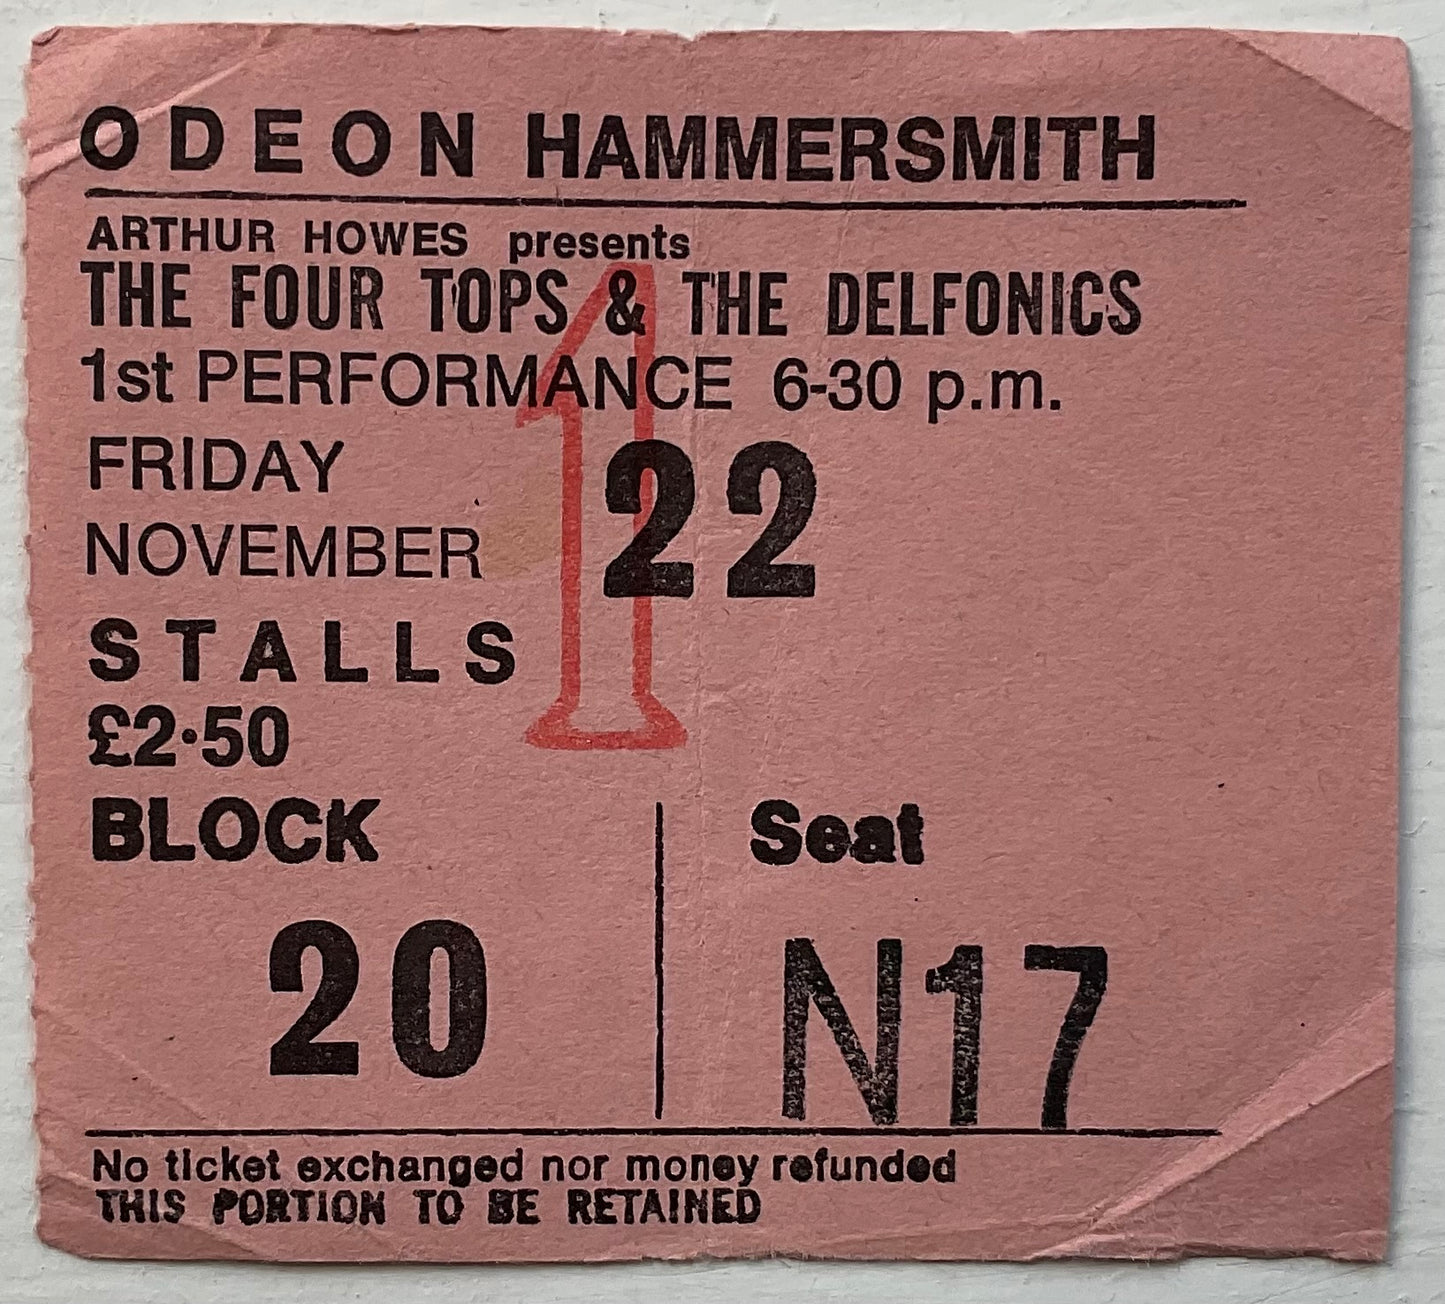 ODEON HAMMERSMITH
ARTHUR HOWES presents
THE FOUR TOPS & THE DELFONICS
1st PERFORMANCE 6-30 p.m.
FRIDAY
NOVEMBER 22
1
STALLS
£2·50
BLOCK
20
Seat
N17
No ticket exchanged nor money refunded
THIS PORTION TO BE RETAINED